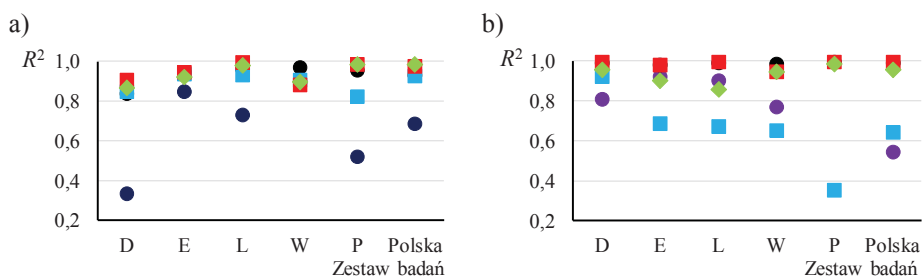 a)
R²
1,0
0,8
0,6
0,4
0,2
D E L W P Polska
Zestaw badań
b)
R²
1,0
0,8
0,6
0,4
0,2
D E L W P Polska
Zestaw badań